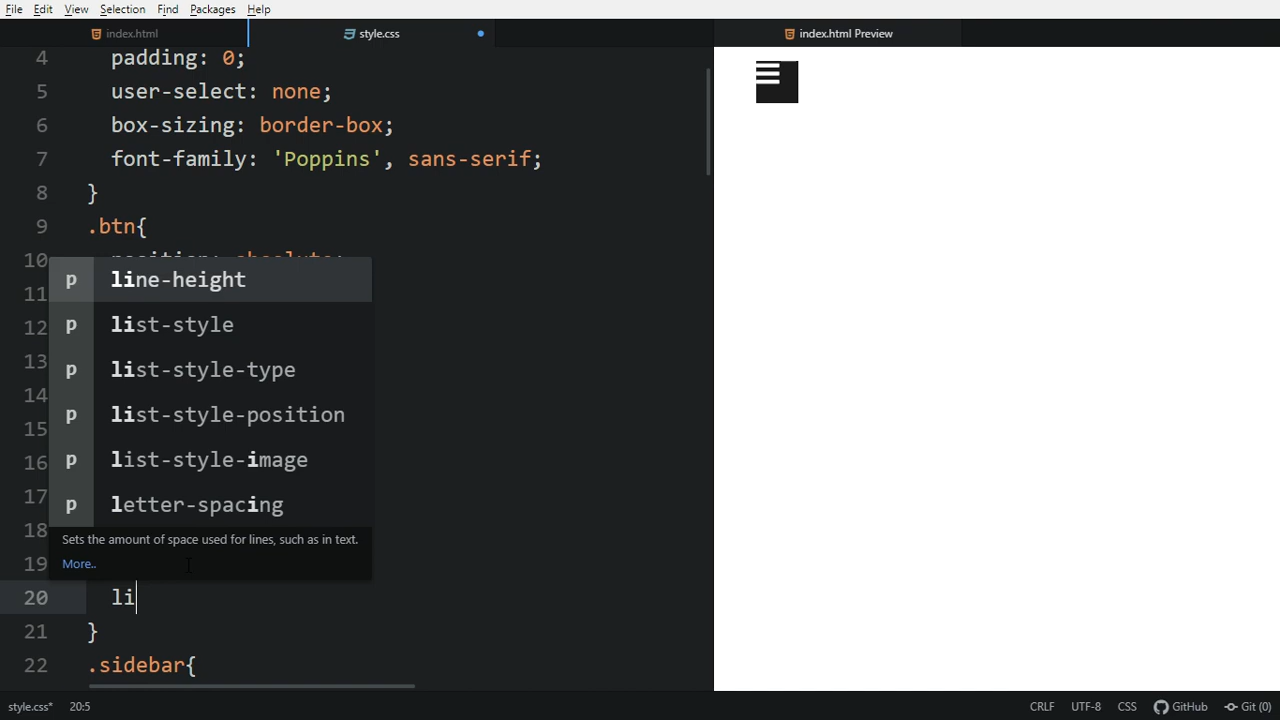 File Edit View Selection Find Packages Help
index.html style.css index.html Preview
4 padding: 0;
5 user-select: none;
6 box-sizing: border-box;
7 font-family: 'Poppins', sans-serif;
8 }
9 .btn{
10 position: absolute;
11 p line-height
12 p list-style
13 p list-style-type
14
15 p list-style-position
16 p list-style-image
17 p letter-spacing
18 Sets the amount of space used for lines, such as in text.
19 More..
20 li
21 }
22 .sidebar{
style.css* 20:5 CRLF UTF-8 CSS GitHub Git (0)